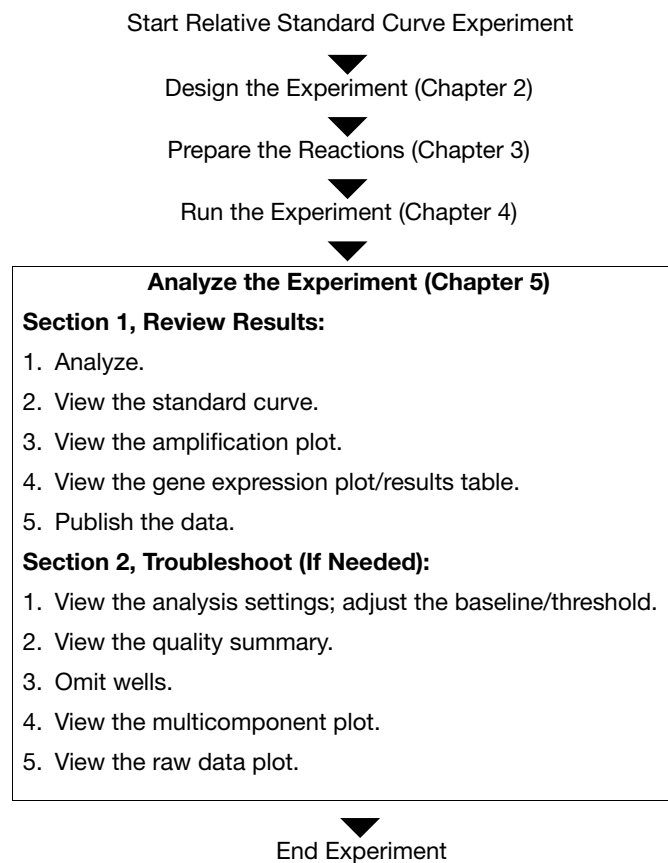 Start Relative Standard Curve Experiment
Design the Experiment (Chapter 2)
Prepare the Reactions (Chapter 3)
Run the Experiment (Chapter 4)
Analyze the Experiment (Chapter 5)
Section 1, Review Results:
1. Analyze.
2. View the standard curve.
3. View the amplification plot.
4. View the gene expression plot/results table.
5. Publish the data.
Section 2, Troubleshoot (If Needed):
1. View the analysis settings; adjust the baseline/threshold.
2. View the quality summary.
3. Omit wells.
4. View the multicomponent plot.
5. View the raw data plot.
End Experiment